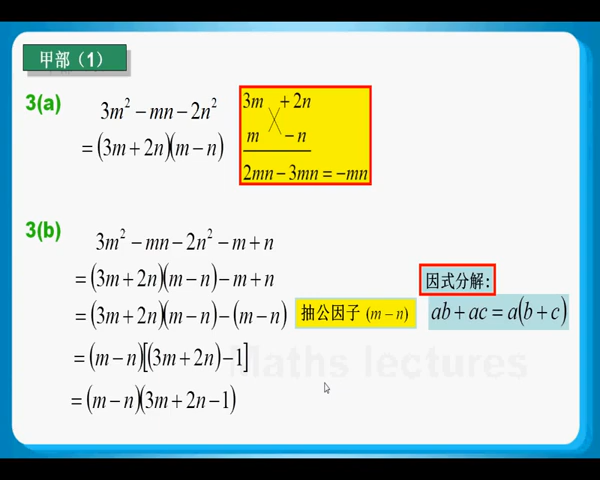 甲部（1）
3(a)
3m² − mn − 2n²
= (3m + 2n)(m − n)
3m + 2n
m − n
2mn − 3mn = −mn
3(b)
3m² − mn − 2n² − m + n
= (3m + 2n)(m − n) − m + n
= (3m + 2n)(m − n) − (m − n)
抽公因子 (m − n)
因式分解:
ab + ac = a(b + c)
= (m − n)[(3m + 2n) − 1]
Maths lectures
= (m − n)(3m + 2n − 1)